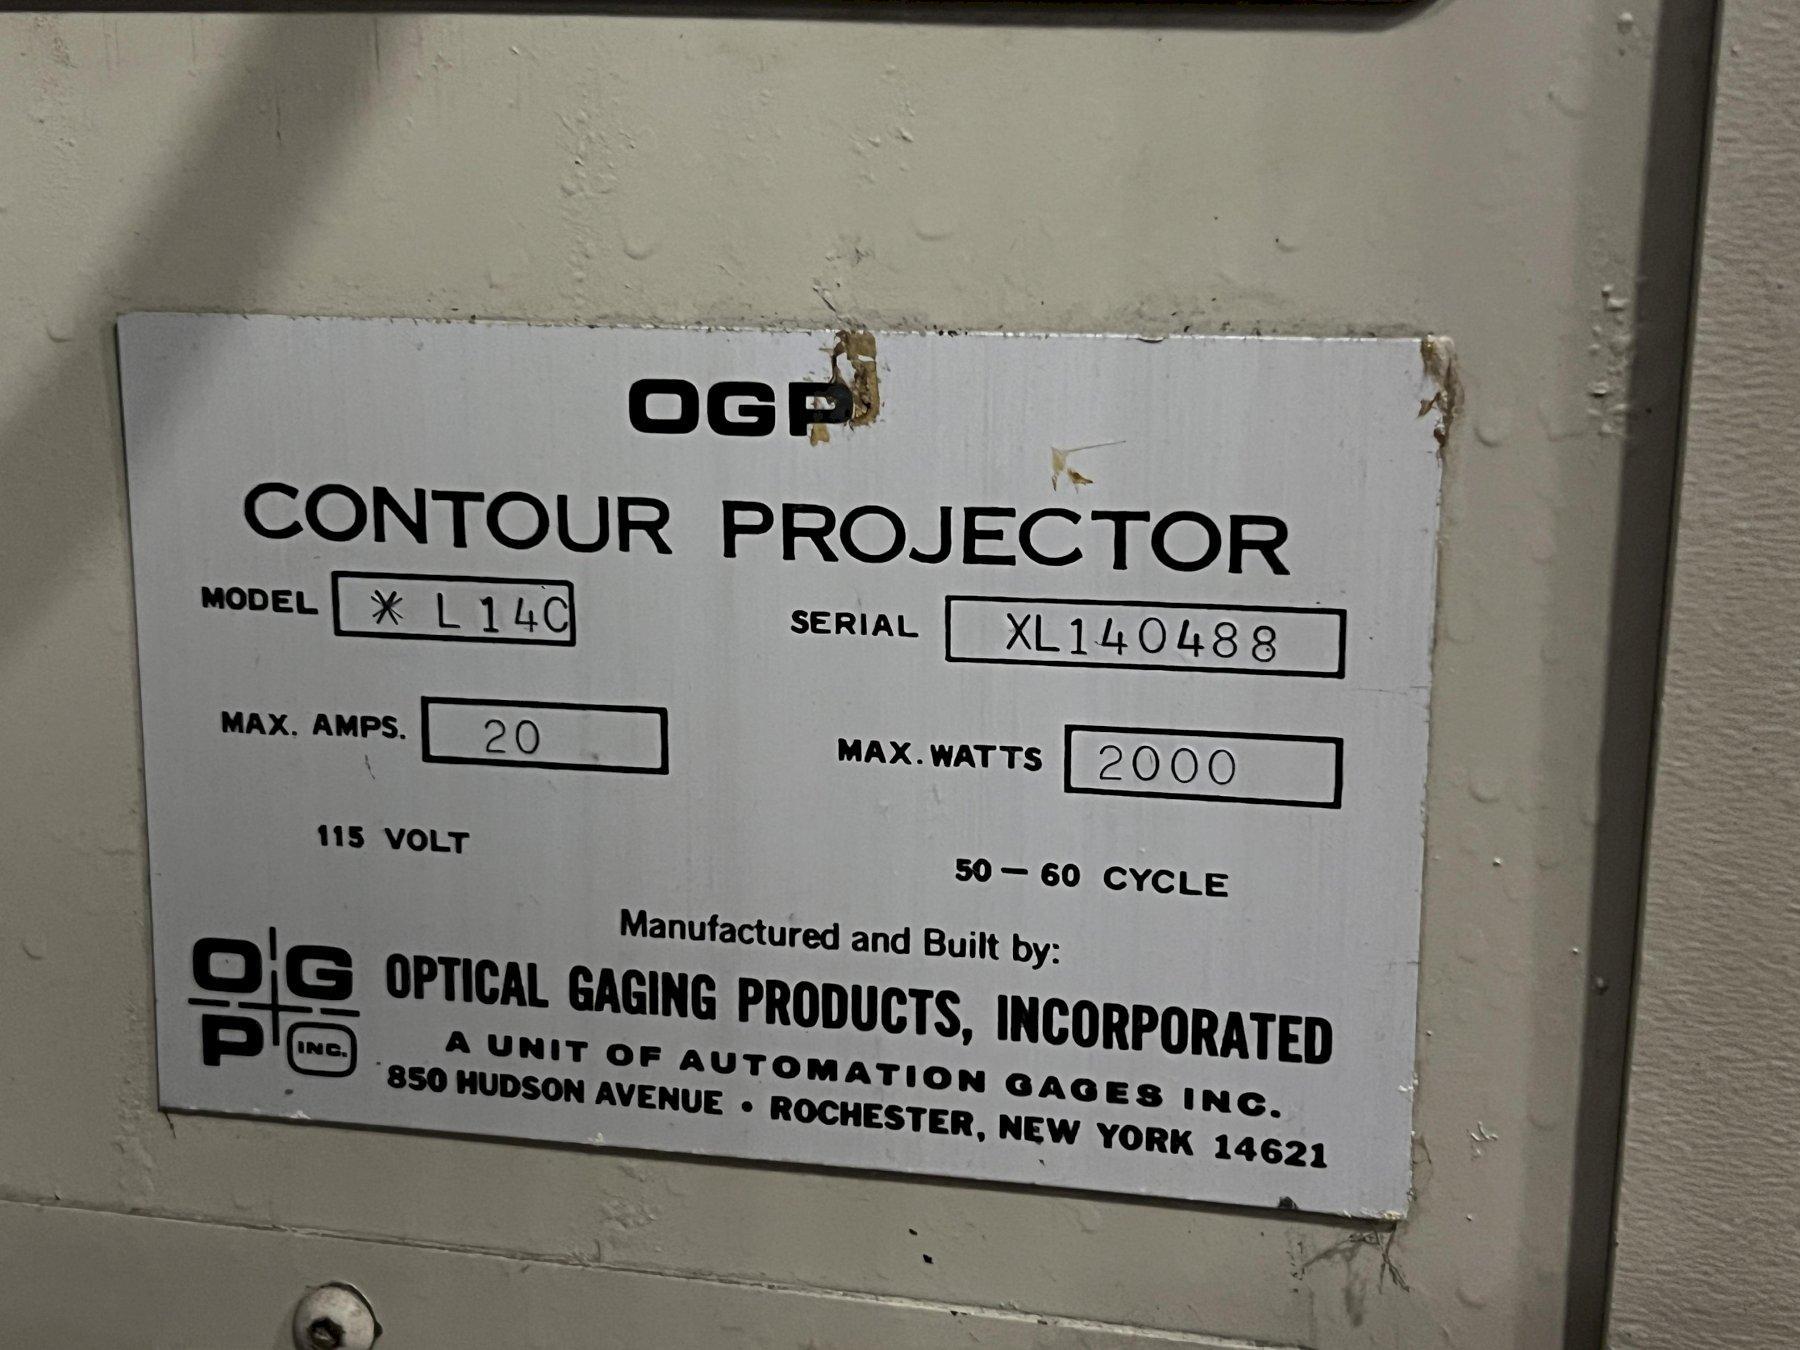 OGP
CONTOUR PROJECTOR
MODEL * L14C SERIAL XL140488
MAX. AMPS. 20 MAX. WATTS 2000
115 VOLT 50 – 60 CYCLE
Manufactured and Built by:
OGP INC. OPTICAL GAGING PRODUCTS, INCORPORATED
A UNIT OF AUTOMATION GAGES INC.
850 HUDSON AVENUE • ROCHESTER, NEW YORK 14621